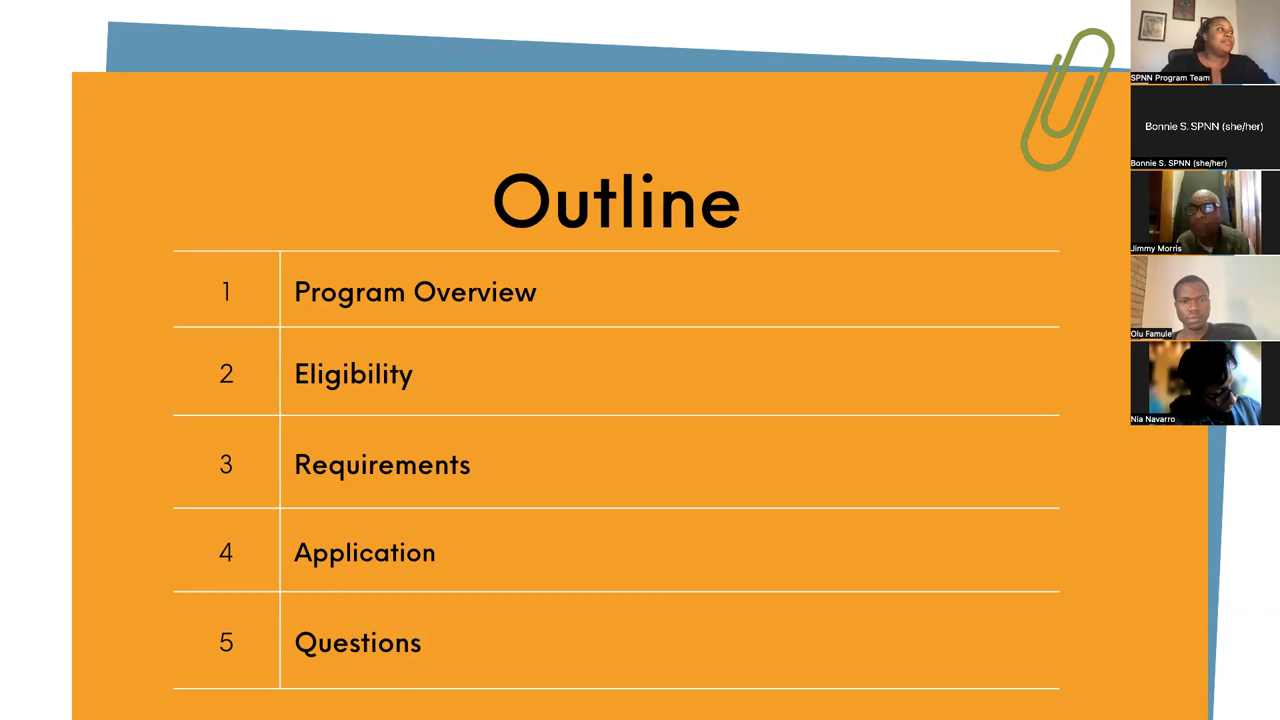 Outline
1 Program Overview
2 Eligibility
3 Requirements
4 Application
5 Questions
SPNN Program Team
Bonnie S. SPNN (she/her)
Bonnie S. SPNN (she/her)
Jimmy Morris
Olu Famule
Nia Navarro